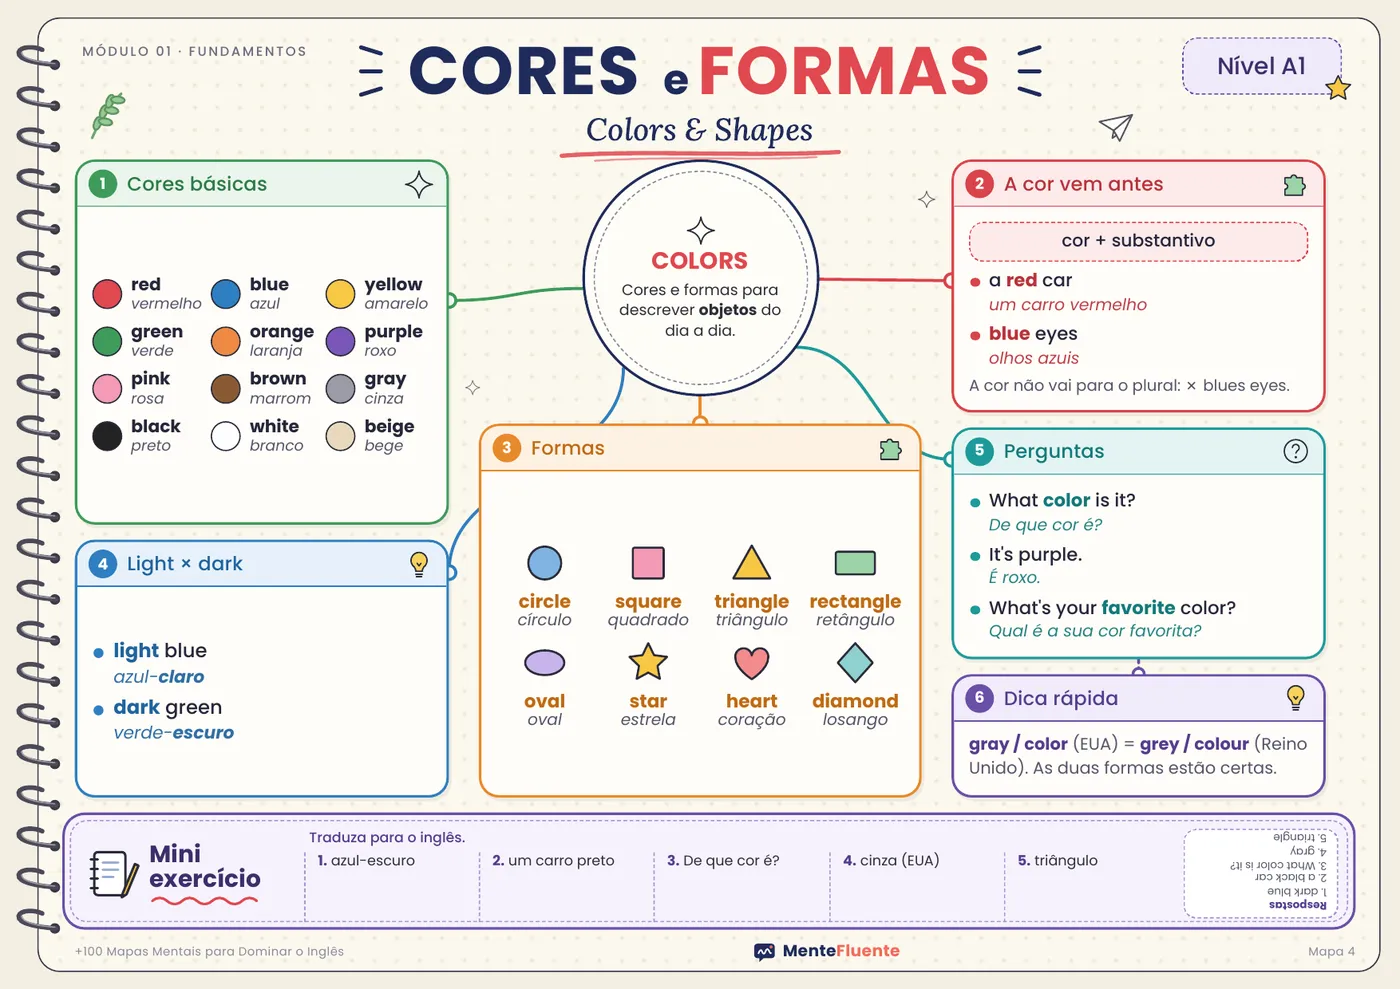 MÓDULO 01 · FUNDAMENTOS
CORES e FORMAS
Colors & Shapes
Nível A1
1 Cores básicas
red
vermelho
blue
azul
yellow
amarelo
green
verde
orange
laranja
purple
roxo
pink
rosa
brown
marrom
gray
cinza
black
preto
white
branco
beige
bege
COLORS
Cores e formas para
descrever objetos do
dia a dia.
2 A cor vem antes
cor + substantivo
a red car
um carro vermelho
blue eyes
olhos azuis
A cor não vai para o plural: × blues eyes.
3 Formas
circle
círculo
square
quadrado
triangle
triângulo
rectangle
retângulo
oval
oval
star
estrela
heart
coração
diamond
losango
4 Light × dark
light blue
azul-claro
dark green
verde-escuro
5 Perguntas
?
What color is it?
De que cor é?
It's purple.
É roxo.
What's your favorite color?
Qual é a sua cor favorita?
6 Dica rápida
gray / color (EUA) = grey / colour (Reino
Unido). As duas formas estão certas.
Mini
exercício
Traduza para o inglês.
1. azul-escuro
2. um carro preto
3. De que cor é?
4. cinza (EUA)
5. triângulo
Respostas
1. dark blue
2. a black car
3. What color is it?
4. gray
5. triangle
+100 Mapas Mentais para Dominar o Inglês
MenteFluente
Mapa 4